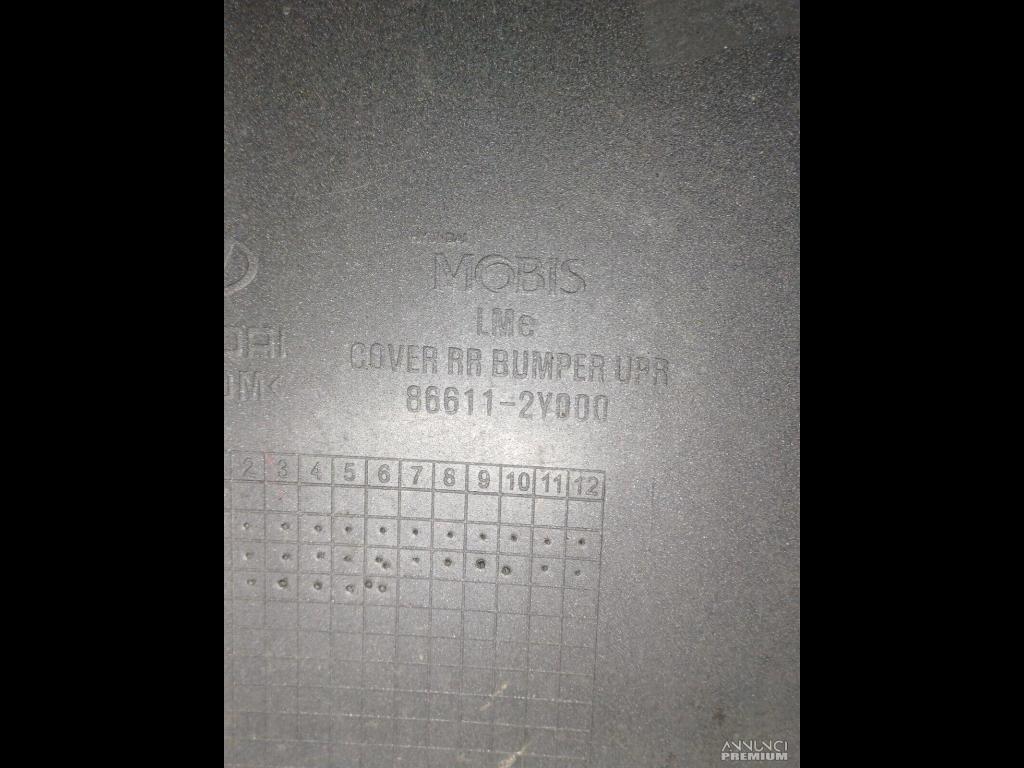 HYUNDAI
MOBIS
LMe
COVER RR BUMPER UPR
86611-2Y000
2 3 4 5 6 7 8 9 10 11 12
ANNUNCI
PREMIUM